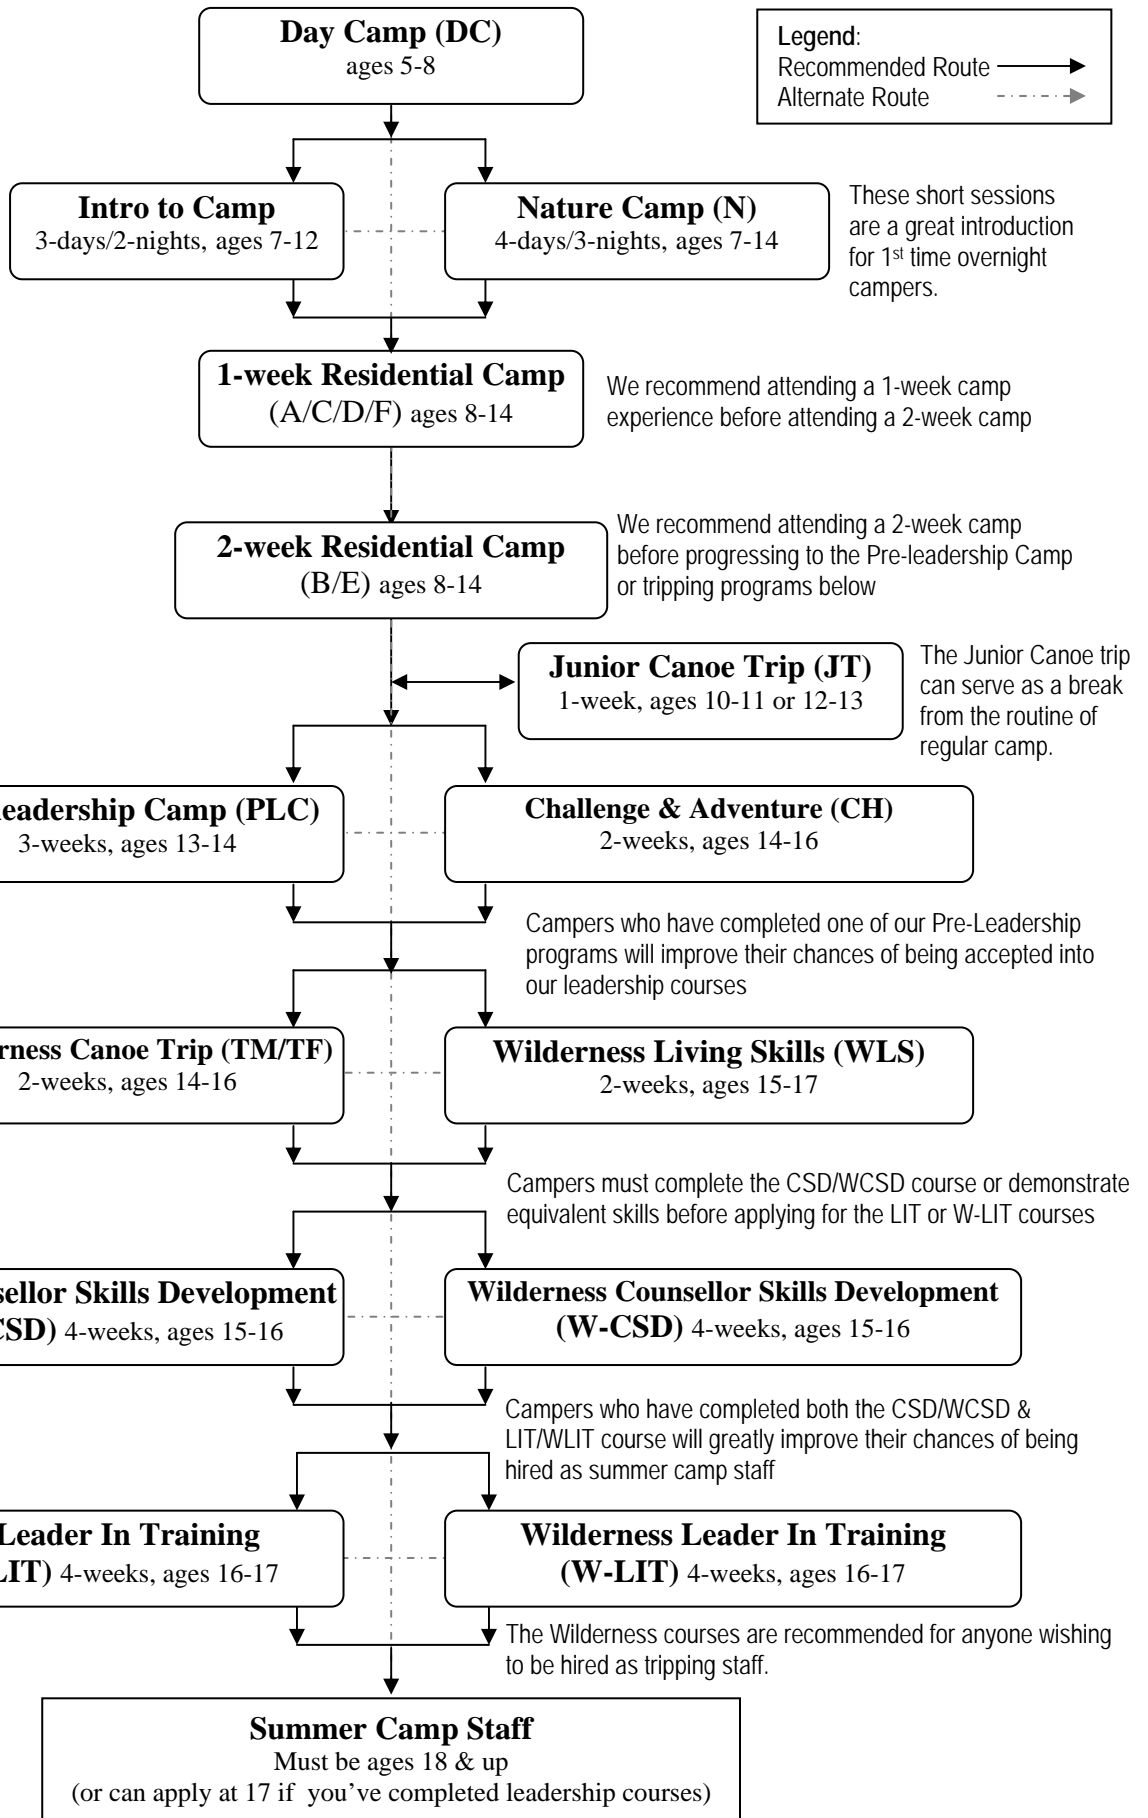 Day Camp (DC)
ages 5-8
Legend:
Recommended Route
Alternate Route
Intro to Camp
3-days/2-nights, ages 7-12
Nature Camp (N)
4-days/3-nights, ages 7-14
These short sessions
are a great introduction
for 1st time overnight
campers.
1-week Residential Camp
(A/C/D/F) ages 8-14
We recommend attending a 1-week camp
experience before attending a 2-week camp
2-week Residential Camp
(B/E) ages 8-14
We recommend attending a 2-week camp
before progressing to the Pre-leadership Camp
or tripping programs below
Junior Canoe Trip (JT)
1-week, ages 10-11 or 12-13
The Junior Canoe trip
can serve as a break
from the routine of
regular camp.
eadership Camp (PLC)
3-weeks, ages 13-14
Challenge & Adventure (CH)
2-weeks, ages 14-16
Campers who have completed one of our Pre-Leadership
programs will improve their chances of being accepted into
our leadership courses
rness Canoe Trip (TM/TF)
2-weeks, ages 14-16
Wilderness Living Skills (WLS)
2-weeks, ages 15-17
Campers must complete the CSD/WCSD course or demonstrate
equivalent skills before applying for the LIT or W-LIT courses
sellor Skills Development
CSD) 4-weeks, ages 15-16
Wilderness Counsellor Skills Development
(W-CSD) 4-weeks, ages 15-16
Campers who have completed both the CSD/WCSD &
LIT/WLIT course will greatly improve their chances of being
hired as summer camp staff
Leader In Training
LIT) 4-weeks, ages 16-17
Wilderness Leader In Training
(W-LIT) 4-weeks, ages 16-17
The Wilderness courses are recommended for anyone wishing
to be hired as tripping staff.
Summer Camp Staff
Must be ages 18 & up
(or can apply at 17 if you've completed leadership courses)